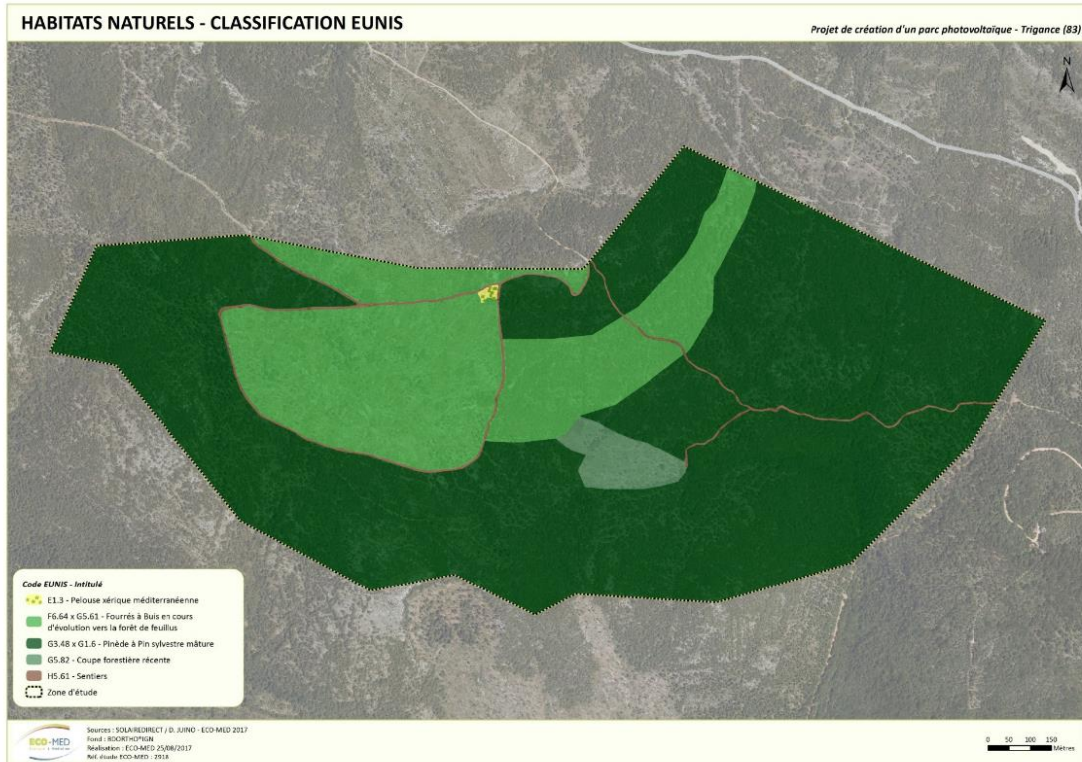 HABITATS NATURELS - CLASSIFICATION EUNIS
Projet de création d'un parc photovoltaïque - Trigance (83)
N
Code EUNIS - Intitulé
E1.3 - Pelouse xérique méditerranéenne
F6.64 x G5.61 - Fourrés à Buis en cours
d'évolution vers la forêt de feuillus
G3.48 x G1.6 - Pinède à Pin sylvestre mâture
G5.82 - Coupe forestière récente
H5.61 - Sentiers
Zone d'étude
ECO-MED
Sources : SOLAIREDIRECT / D. JUINO - ECO-MED 2017
Fond : BDORTHO®IGN
Réalisation : ECO-MED 25/08/2017
Réf. étude ECO-MED : 2918
0 50 100 150
Mètres